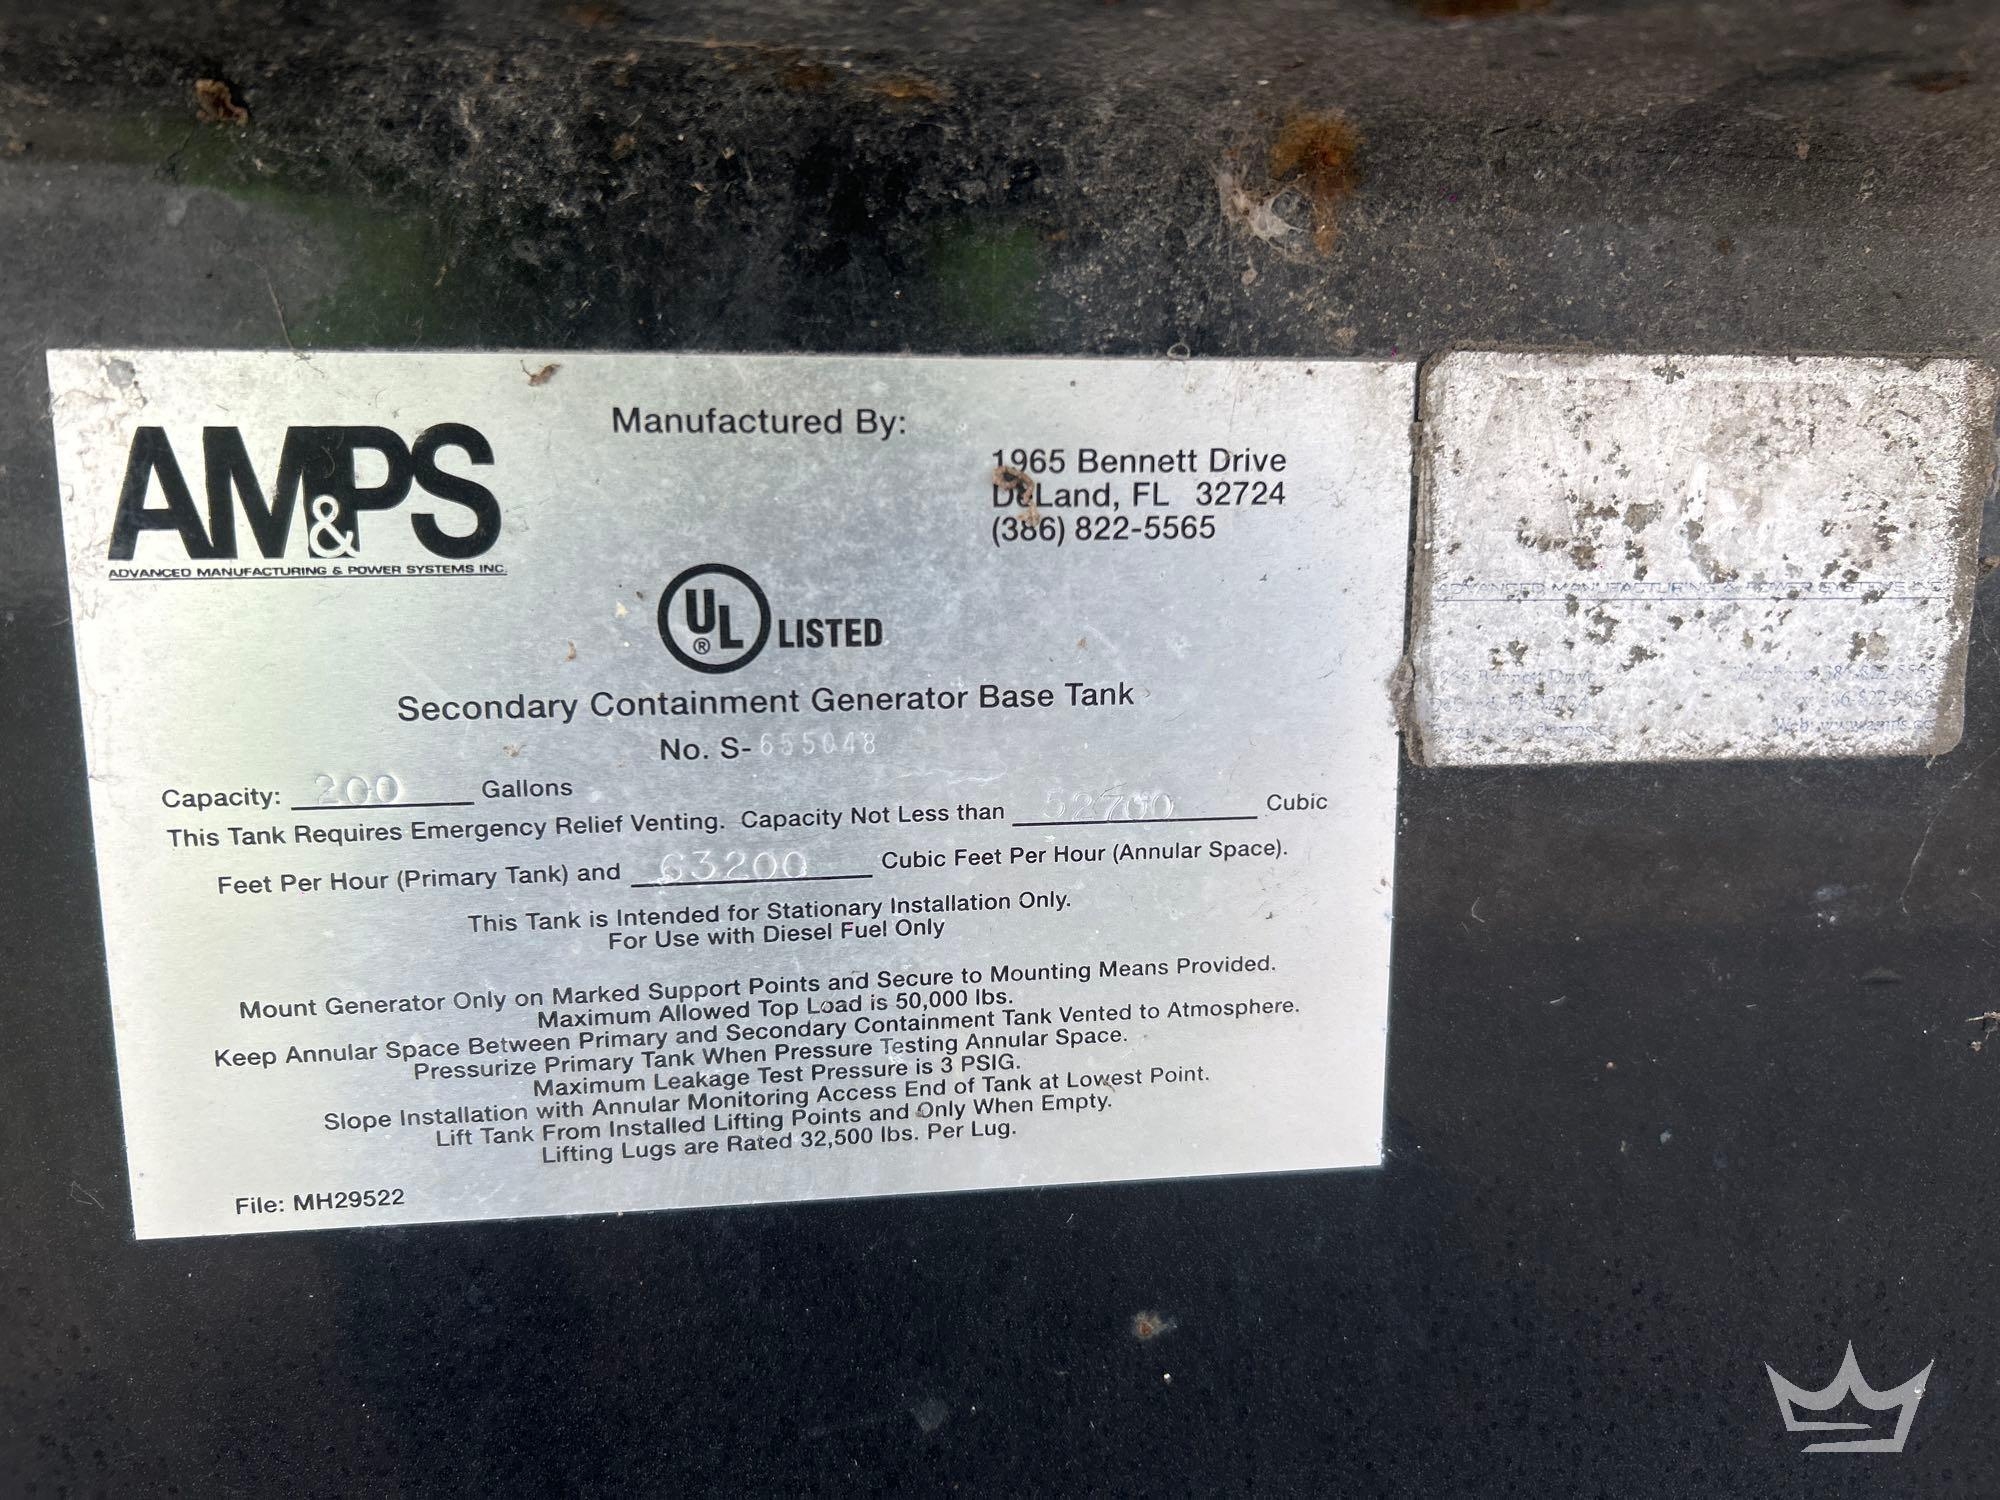 AM&PS
ADVANCED MANUFACTURING & POWER SYSTEMS INC.
Manufactured By:
1965 Bennett Drive
DeLand, FL 32724
(386) 822-5565
UL® LISTED
Secondary Containment Generator Base Tank
No. S-655048
Capacity: 200 Gallons
This Tank Requires Emergency Relief Venting. Capacity Not Less than 52700 Cubic
Feet Per Hour (Primary Tank) and 63200 Cubic Feet Per Hour (Annular Space).
This Tank is Intended for Stationary Installation Only.
For Use with Diesel Fuel Only
Mount Generator Only on Marked Support Points and Secure to Mounting Means Provided.
Maximum Allowed Top Load is 50,000 lbs.
Keep Annular Space Between Primary and Secondary Containment Tank Vented to Atmosphere.
Pressurize Primary Tank When Pressure Testing Annular Space.
Maximum Leakage Test Pressure is 3 PSIG.
Slope Installation with Annular Monitoring Access End of Tank at Lowest Point.
Lift Tank From Installed Lifting Points and Only When Empty.
Lifting Lugs are Rated 32,500 lbs. Per Lug.
File: MH29522
ADVANCED MANUFACTURING & POWER SYSTEMS INC
Bennett Drive